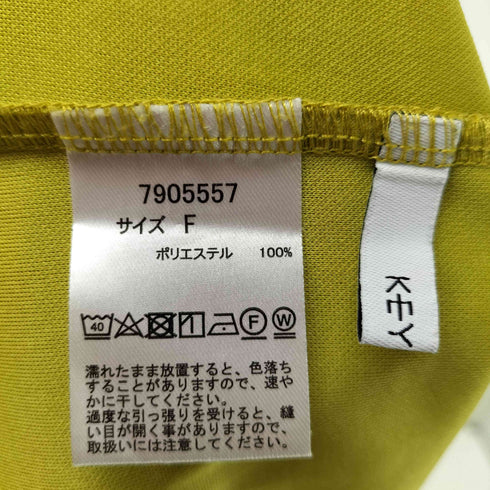 7905557
サイズ F
ポリエステル 100%
40
F
W
濡れたまま放置すると、色落ち
することがありますので、速や
かに干してください。
過度な引っ張りを受けると、縫
い目が開く事がありますので、
取扱いには注意してください。
KEY